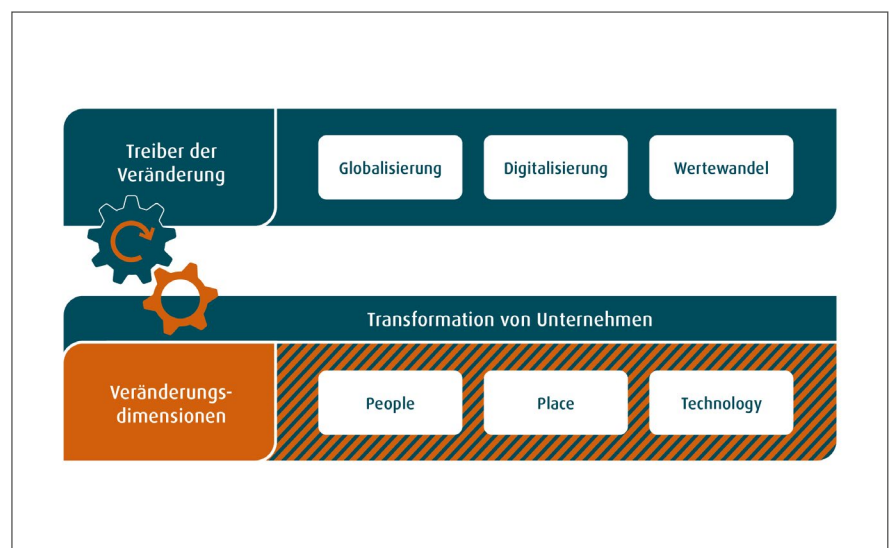 Treiber der
Veränderung
Globalisierung
Digitalisierung
Wertewandel
Transformation von Unternehmen
Veränderungs-
dimensionen
People
Place
Technology